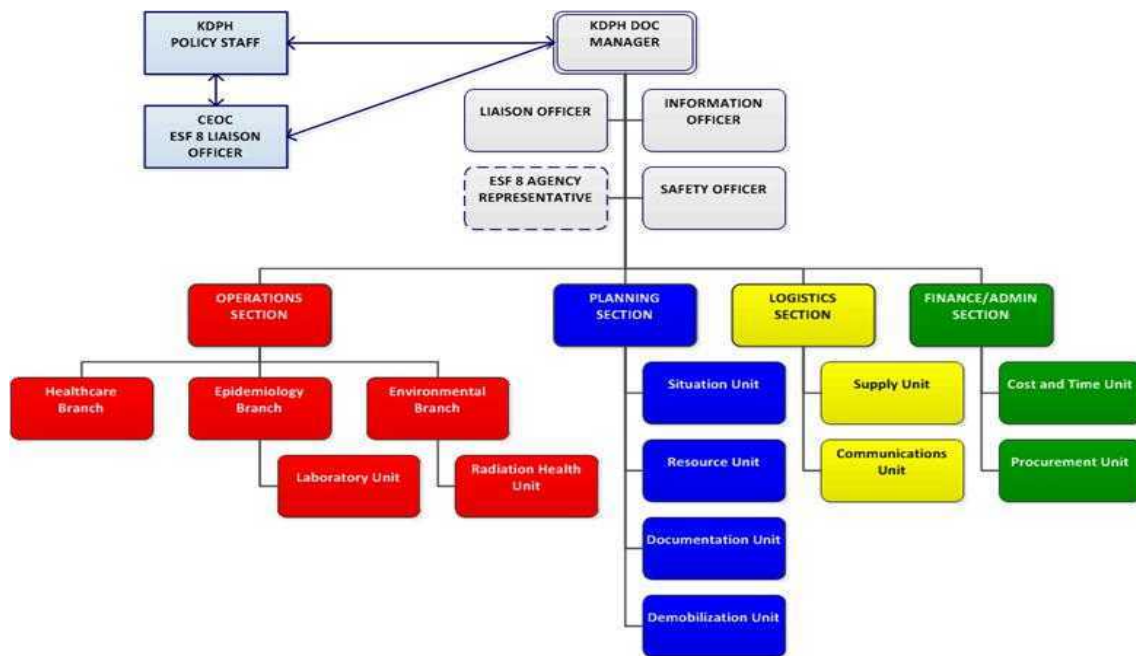 KDPH
POLICY STAFF
KDPH DOC
MANAGER
CEOC
ESF 8 LIAISON
OFFICER
LIAISON OFFICER
INFORMATION
OFFICER
ESF 8 AGENCY
REPRESENTATIVE
SAFETY OFFICER
OPERATIONS
SECTION
PLANNING
SECTION
LOGISTICS
SECTION
FINANCE/ADMIN
SECTION
Healthcare
Branch
Epidemiology
Branch
Environmental
Branch
Situation Unit
Supply Unit
Cost and Time Unit
Laboratory Unit
Radiation Health
Unit
Resource Unit
Communications
Unit
Procurement Unit
Documentation Unit
Demobilization Unit